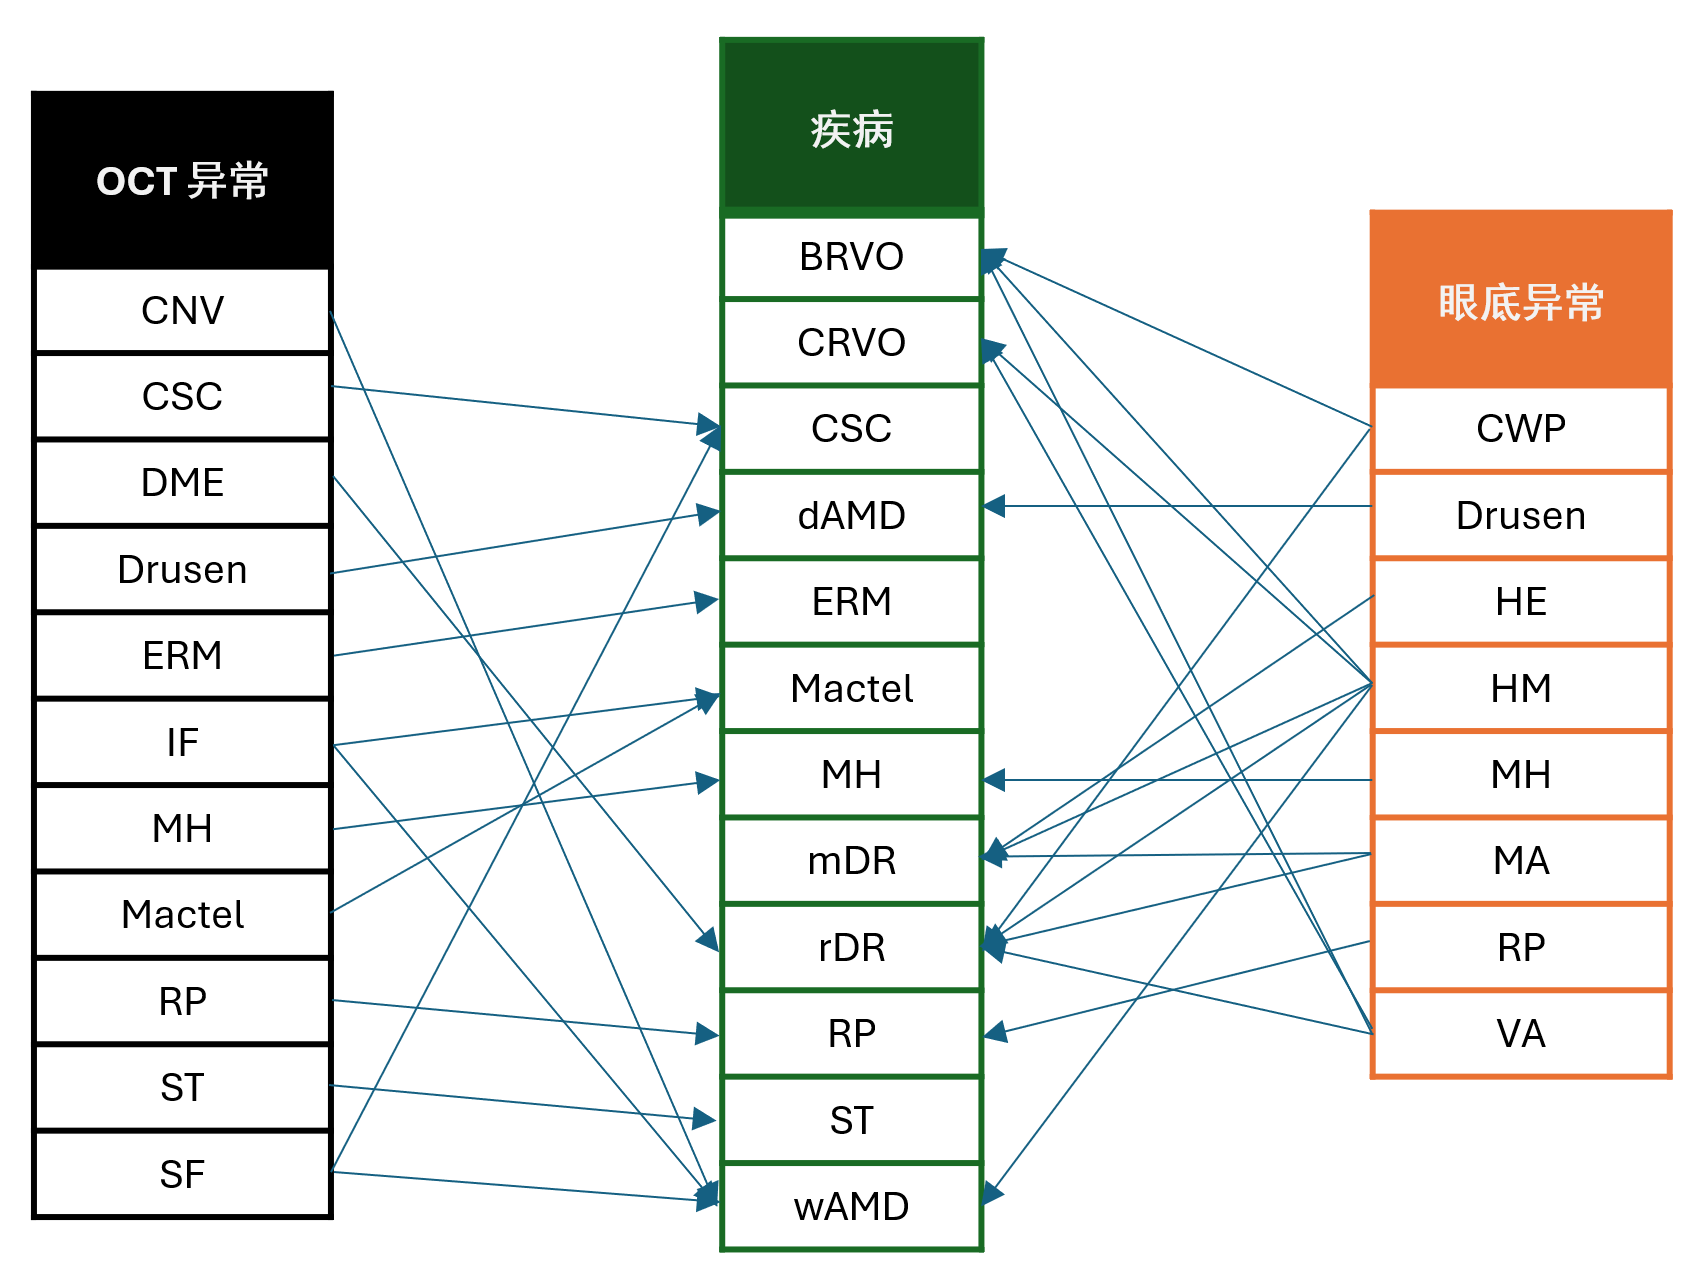 OCT 异常
CNV
CSC
DME
Drusen
ERM
IF
MH
Mactel
RP
ST
SF
疾病
BRVO
CRVO
CSC
dAMD
ERM
Mactel
MH
mDR
rDR
RP
ST
wAMD
眼底异常
CWP
Drusen
HE
HM
MH
MA
RP
VA